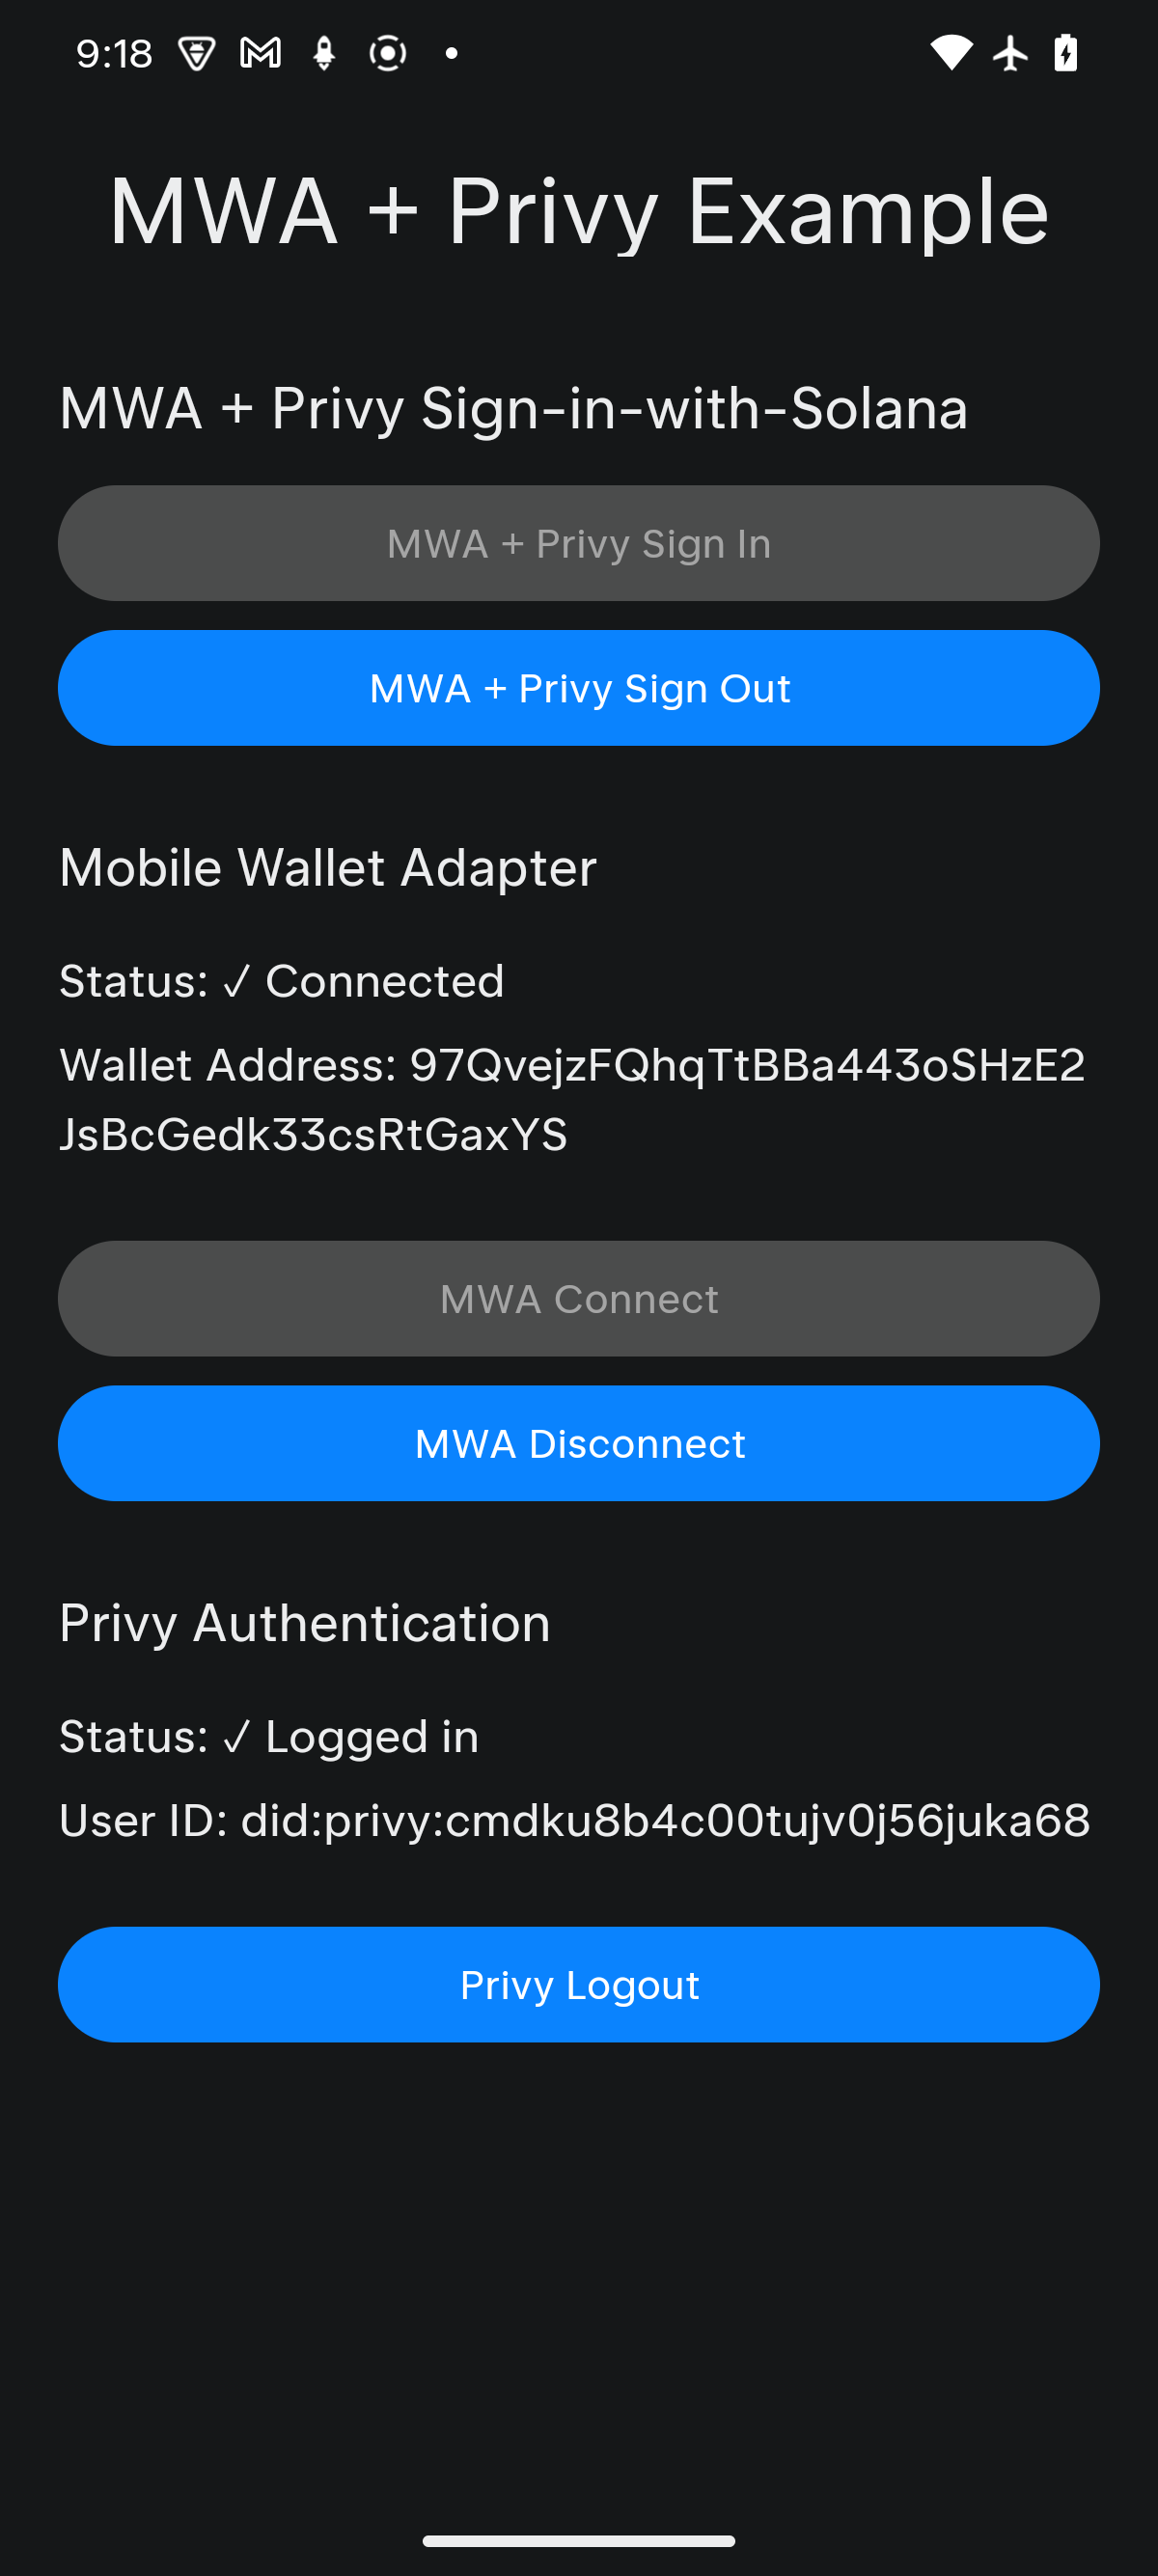 9:18
MWA + Privy Example
MWA + Privy Sign-in-with-Solana
MWA + Privy Sign In
MWA + Privy Sign Out
Mobile Wallet Adapter
Status: ✓ Connected
Wallet Address: 97QvejzFQhqTtBBa443oSHzE2
JsBcGedk33csRtGaxYS
MWA Connect
MWA Disconnect
Privy Authentication
Status: ✓ Logged in
User ID: did:privy:cmdku8b4c00tujv0j56juka68
Privy Logout